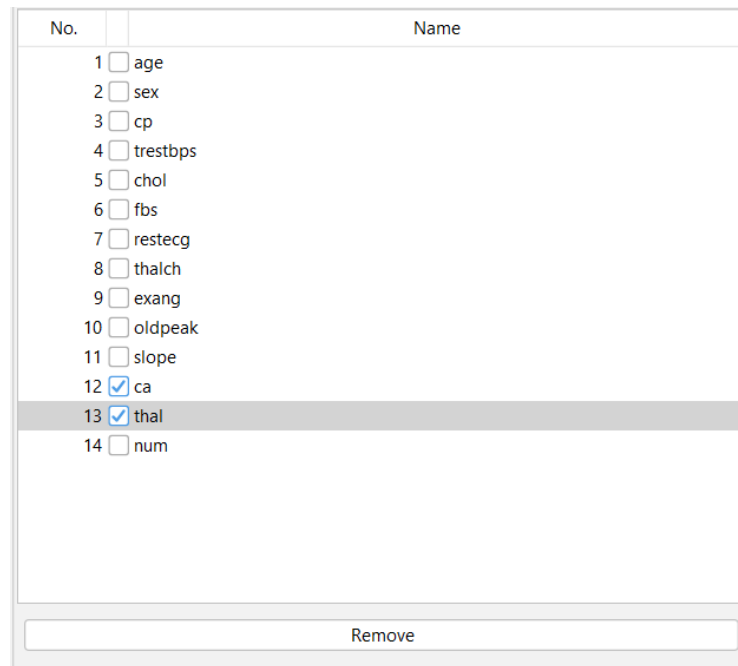 No. Name
1 age
2 sex
3 cp
4 trestbps
5 chol
6 fbs
7 restecg
8 thalch
9 exang
10 oldpeak
11 slope
12 ca
13 thal
14 num
Remove